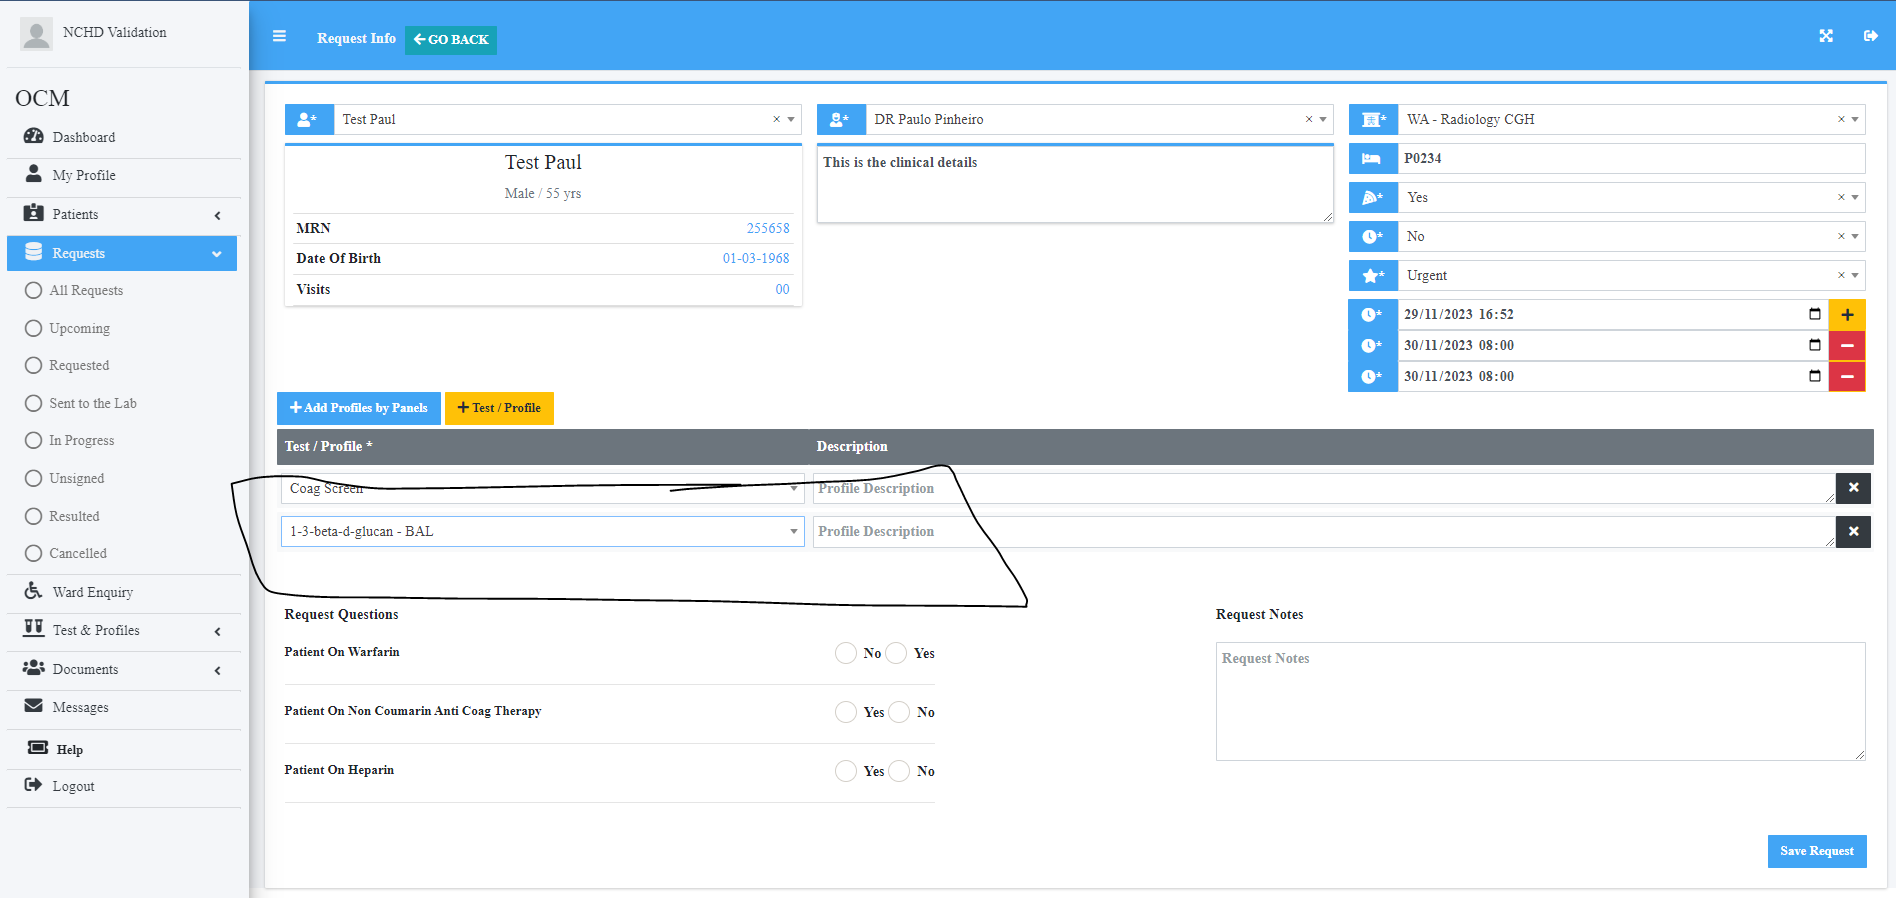 NCHD Validation
OCM
Dashboard
My Profile
Patients
Requests
All Requests
Upcoming
Requested
Sent to the Lab
In Progress
Unsigned
Resulted
Cancelled
Ward Enquiry
Test & Profiles
Documents
Messages
Help
Logout
Request Info GO BACK
* Test Paul ×
Test Paul
Male / 55 yrs
MRN 255658
Date Of Birth 01-03-1968
Visits 00
* DR Paulo Pinheiro ×
This is the clinical details
* WA - Radiology CGH ×
P0234
* Yes ×
* No ×
* Urgent ×
* 29/11/2023 16:52 +
* 30/11/2023 08:00 −
* 30/11/2023 08:00 −
+ Add Profiles by Panels + Test / Profile
Test / Profile * Description
Coag Screen Profile Description ×
1-3-beta-d-glucan - BAL Profile Description ×
Request Questions
Patient On Warfarin No Yes
Patient On Non Coumarin Anti Coag Therapy Yes No
Patient On Heparin Yes No
Request Notes
Request Notes
Save Request